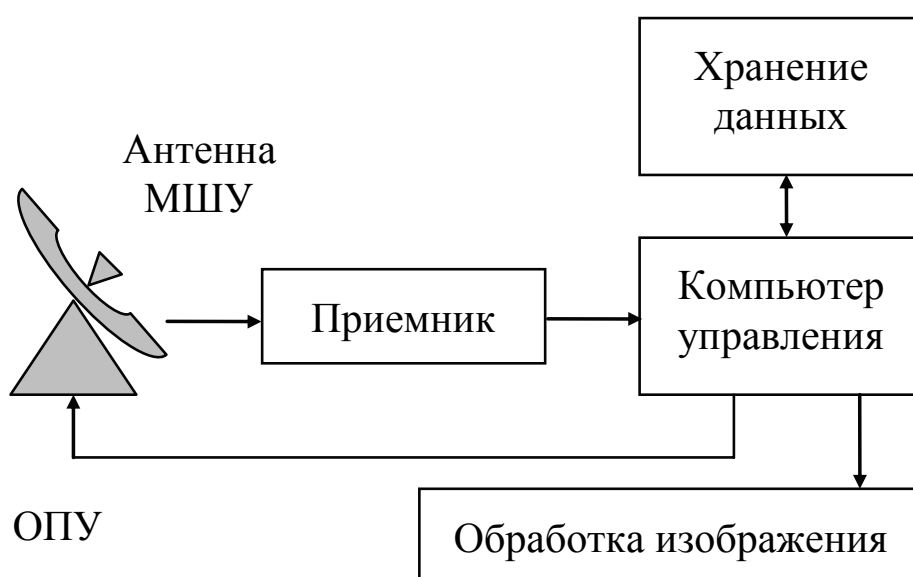 Хранение
данных
Антенна
МШУ
Приемник
Компьютер
управления
ОПУ
Обработка изображения